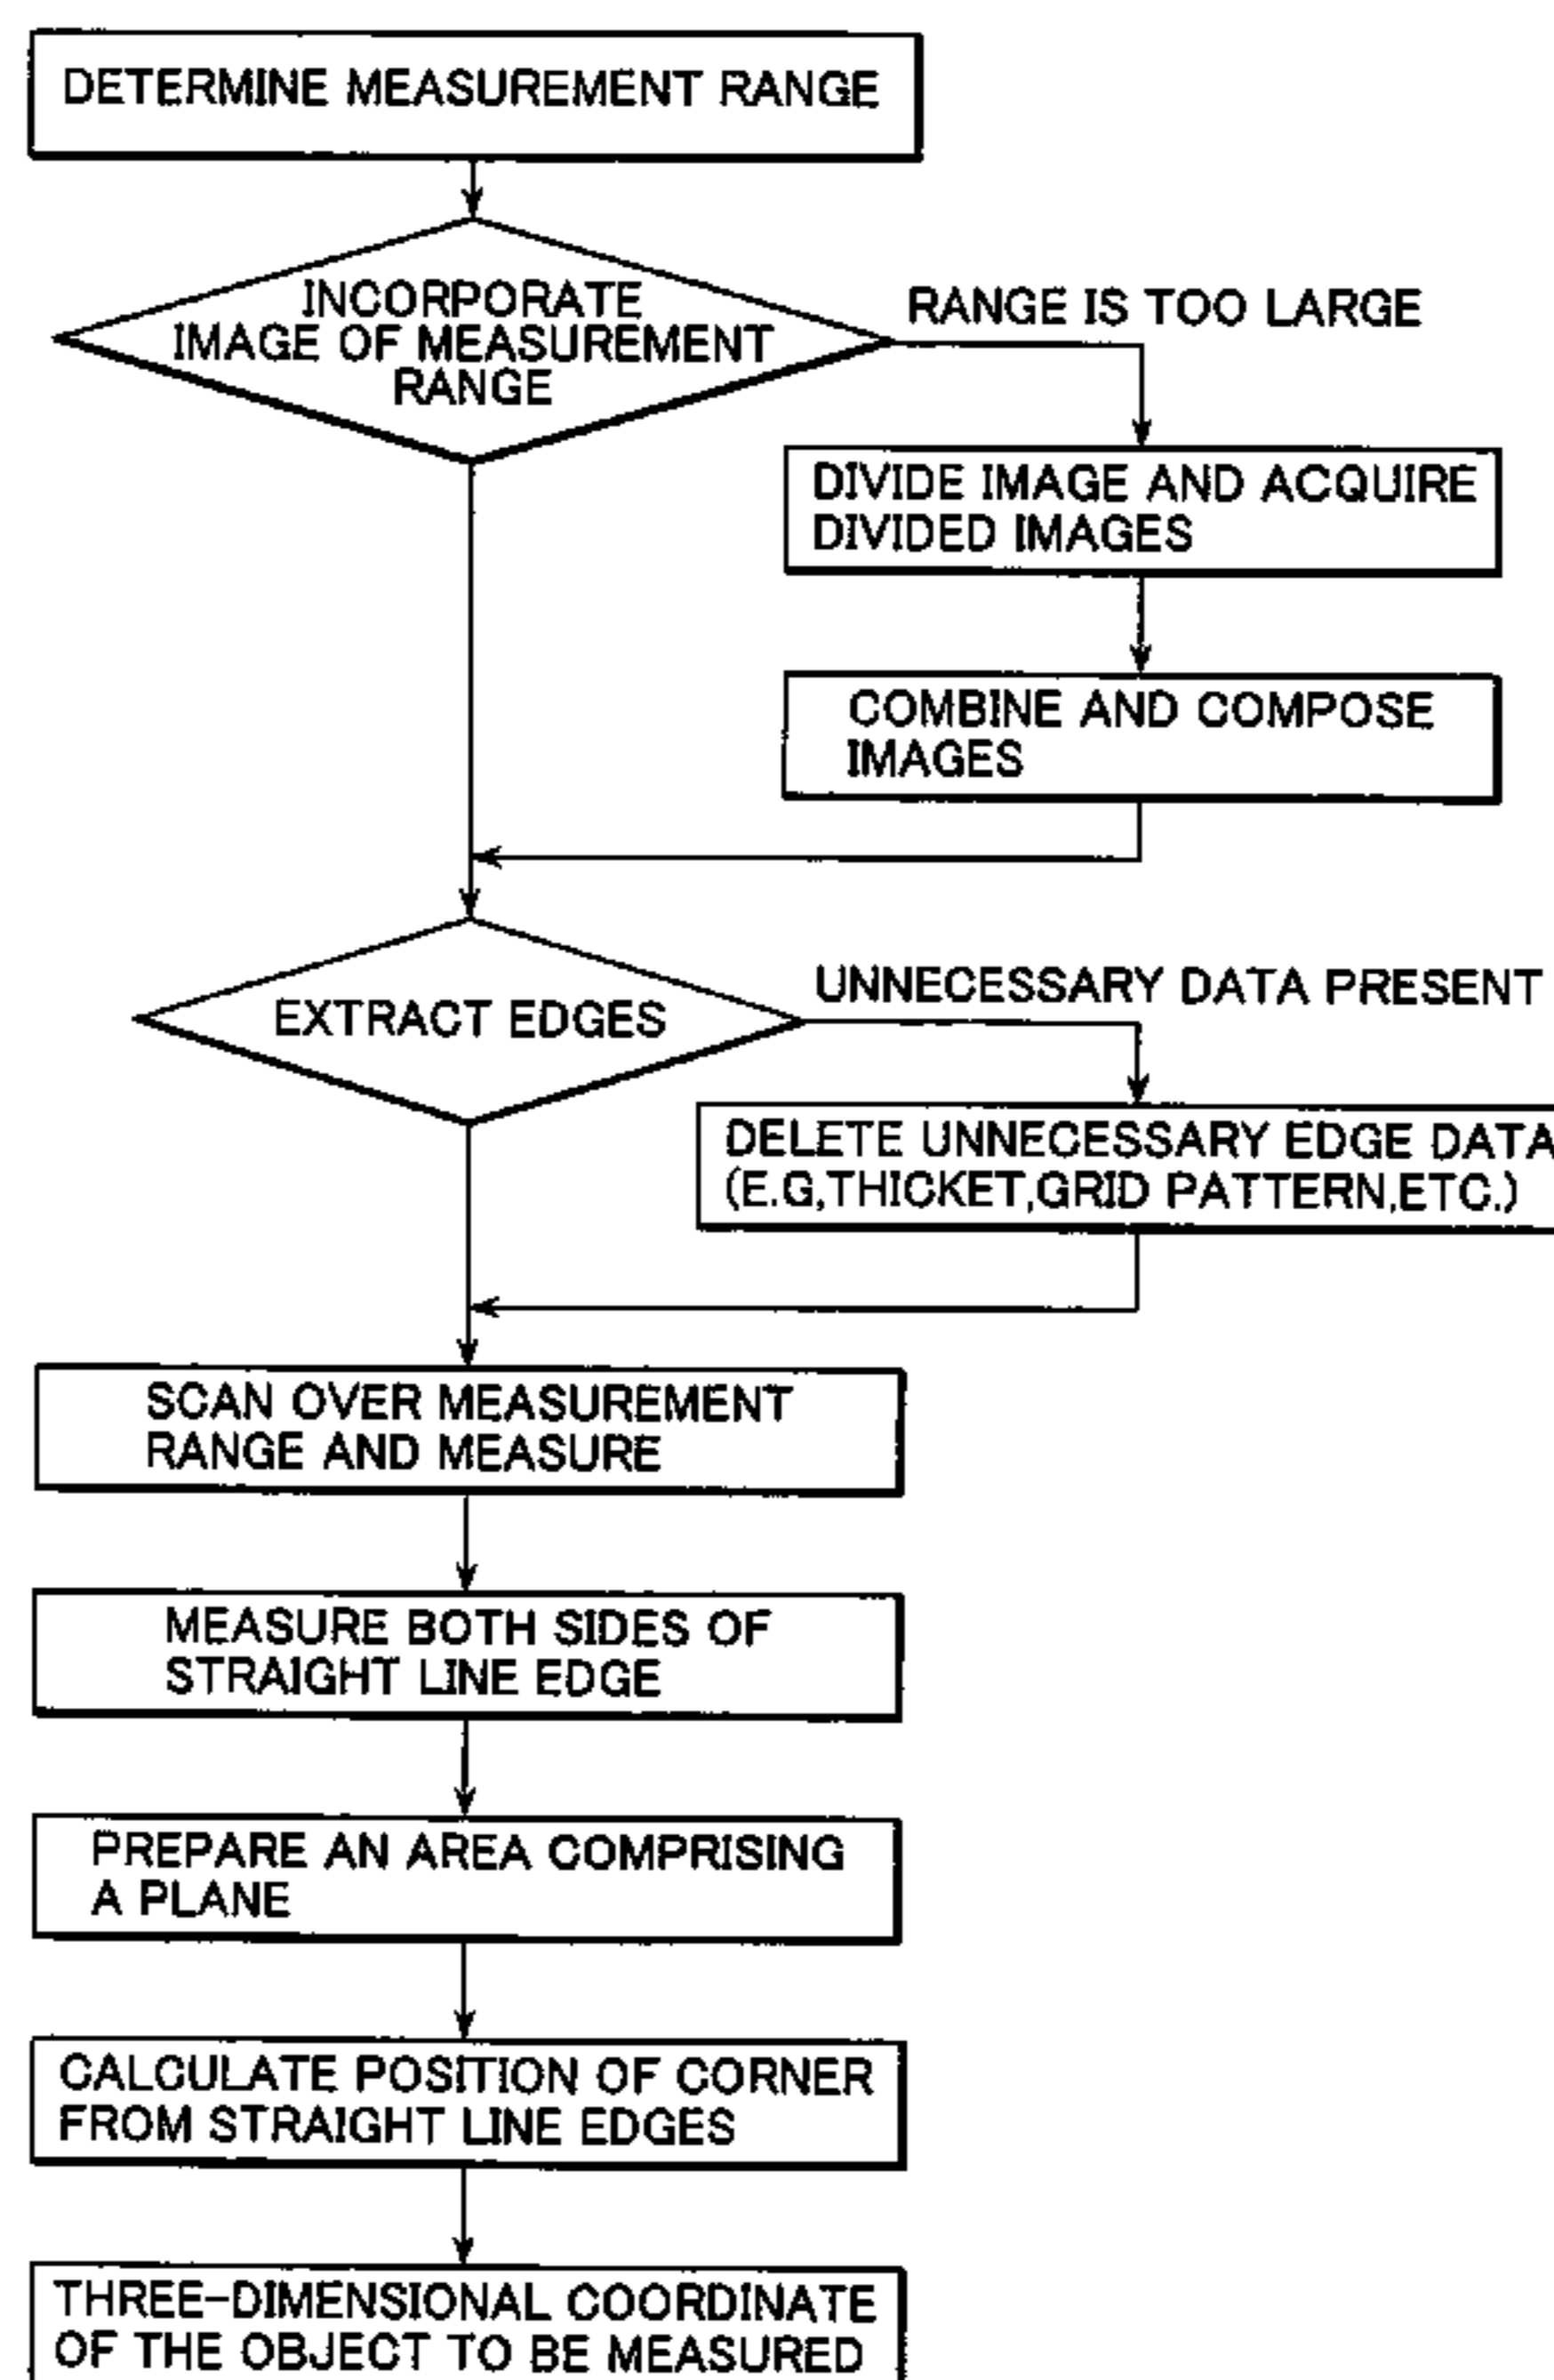 DETERMINE MEASUREMENT RANGE
INCORPORATE
IMAGE OF MEASUREMENT
RANGE
RANGE IS TOO LARGE
DIVIDE IMAGE AND ACQUIRE
DIVIDED IMAGES
COMBINE AND COMPOSE
IMAGES
EXTRACT EDGES
UNNECESSARY DATA PRESENT
DELETE UNNECESSARY EDGE DATA
(E.G,THICKET,GRID PATTERN,ETC.)
SCAN OVER MEASUREMENT
RANGE AND MEASURE
MEASURE BOTH SIDES OF
STRAIGHT LINE EDGE
PREPARE AN AREA COMPRISING
A PLANE
CALCULATE POSITION OF CORNER
FROM STRAIGHT LINE EDGES
THREE-DIMENSIONAL COORDINATE
OF THE OBJECT TO BE MEASURED